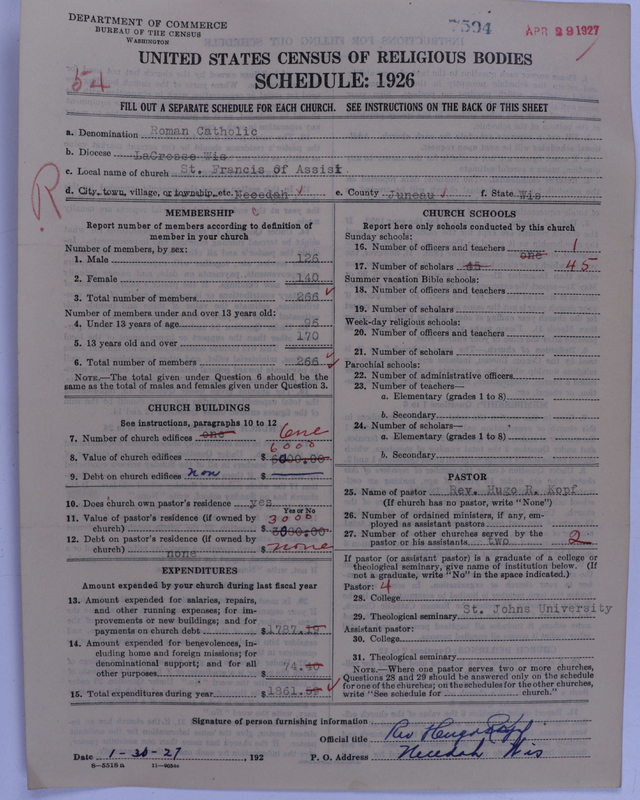 DEPARTMENT OF COMMERCE
BUREAU OF THE CENSUS
WASHINGTON
7594
APR 29 1927
54
UNITED STATES CENSUS OF RELIGIOUS BODIES
SCHEDULE: 1926
FILL OUT A SEPARATE SCHEDULE FOR EACH CHURCH. SEE INSTRUCTIONS ON THE BACK OF THIS SHEET
R
a. Denomination Roman Catholic
b. Diocese LaCrosse Wis
c. Local name of church St. Francis Of Assisi
d. City, town, village, or township, etc. Necedah e. County Juneau f. State Wis
MEMBERSHIP
Report number of members according to definition of
member in your church
Number of members, by sex:
1. Male 126
2. Female 140
3. Total number of members 266
Number of members under and over 13 years old:
4. Under 13 years of age 96
5. 13 years old and over 170
6. Total number of members 266
NOTE.—The total given under Question 6 should be the
same as the total of males and females given under Question 3.
CHURCH BUILDINGS
See instructions, paragraphs 10 to 12
7. Number of church edifices one One
8. Value of church edifices $ 6000.00 6000
9. Debt on church edifices non $
10. Does church own pastor's residence yes
Yes or No
11. Value of pastor's residence (if owned by
church) $ 3000.00 3000
12. Debt on pastor's residence (if owned by
church) none $ none
EXPENDITURES
Amount expended by your church during last fiscal year
13. Amount expended for salaries, repairs,
and other running expenses; for im-
provements or new buildings; and for
payments on church debt $ 1787.15
14. Amount expended for benevolences, in-
cluding home and foreign missions; for
denominational support; and for all
other purposes $ 74.40
15. Total expenditures during year $ 1861.
CHURCH SCHOOLS
Report here only schools conducted by this church
Sunday schools:
16. Number of officers and teachers one 1
17. Number of scholars 45 45
Summer vacation Bible schools:
18. Number of officers and teachers
19. Number of scholars
Week-day religious schools:
20. Number of officers and teachers
21. Number of scholars
Parochial schools:
22. Number of administrative officers
23. Number of teachers—
a. Elementary (grades 1 to 8)
b. Secondary
24. Number of scholars—
a. Elementary (grades 1 to 8)
b. Secondary
PASTOR
25. Name of pastor Rev. Hugo R. Kopf
(If church has no pastor, write "None")
26. Number of ordained ministers, if any, em-
ployed as assistant pastors
27. Number of other churches served by the
pastor or his assistants two 2
If pastor (or assistant pastor) is a graduate of a college or
theological seminary, give name of institution below. (If
not a graduate, write "No" in the space indicated.)
Pastor: 4
28. College
29. Theological seminary St. Johns University
Assistant pastor:
30. College
31. Theological seminary
NOTE.—Where one pastor serves two or more churches,
Questions 28 and 29 should be answered only on the schedule
for one of the churches; on the schedules for the other churches,
write "See schedule for church."
Signature of person furnishing information
Official title Rev Hugo R Kopf
Date 1-30-27, 192 P. O. Address Necedah Wis
8-5518a 11-9034a